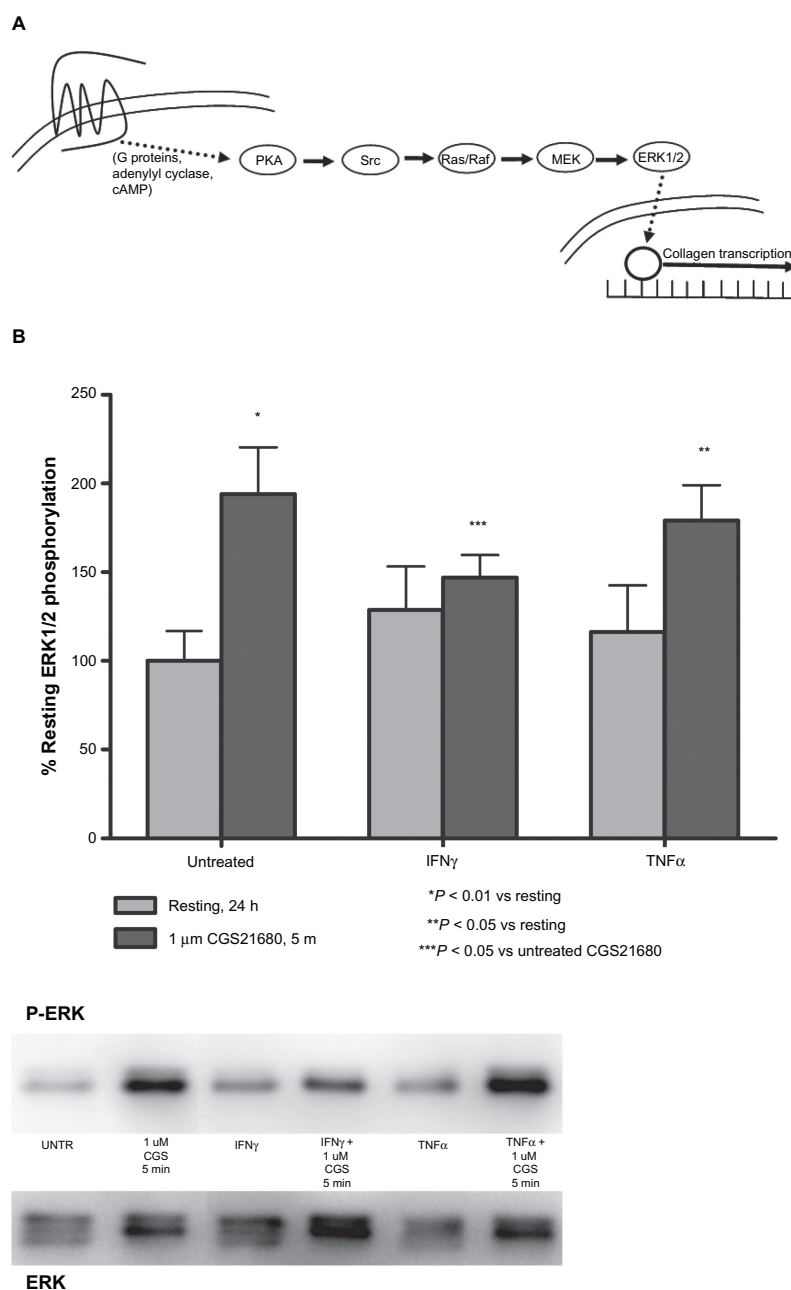 A
(G proteins,
adenylyl cyclase,
cAMP)
PKA
Src
Ras/Raf
MEK
ERK1/2
Collagen transcription
B
% Resting ERK1/2 phosphorylation
250
200
150
100
50
0
*
***
**
Untreated
IFNγ
TNFα
Resting, 24 h
1 μm CGS21680, 5 m
*P < 0.01 vs resting
**P < 0.05 vs resting
***P < 0.05 vs untreated CGS21680
P-ERK
UNTR
1 uM
CGS
5 min
IFNγ
IFNγ +
1 uM
CGS
5 min
TNFα
TNFα +
1 uM
CGS
5 min
ERK